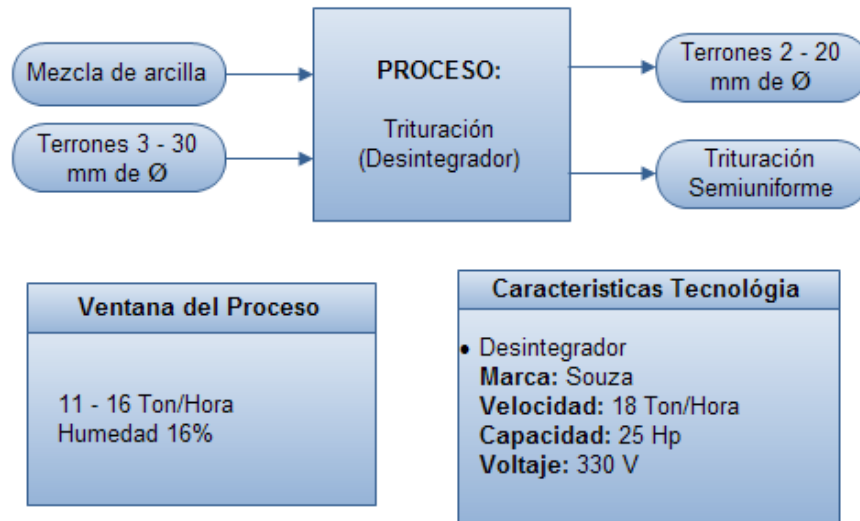 Mezcla de arcilla
Terrones 3 - 30
mm de Ø
PROCESO:
Trituración
(Desintegrador)
Terrones 2 - 20
mm de Ø
Trituración
Semiuniforme
Ventana del Proceso
11 - 16 Ton/Hora
Humedad 16%
Caracteristicas Tecnológia
• Desintegrador
Marca: Souza
Velocidad: 18 Ton/Hora
Capacidad: 25 Hp
Voltaje: 330 V